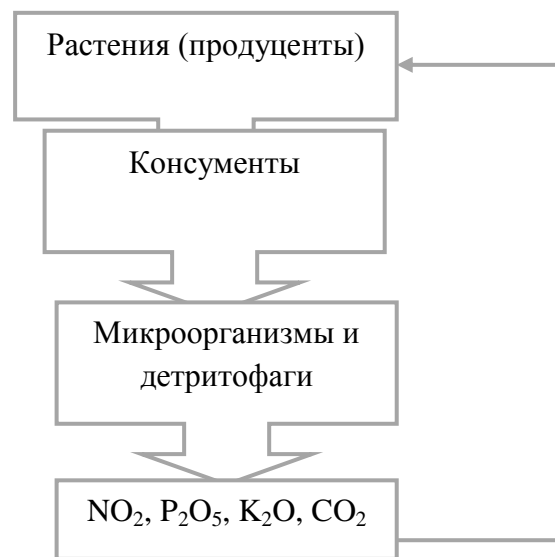 Растения (продуценты)
Консументы
Микроорганизмы и
детритофаги
NO₂, P₂O₅, K₂O, CO₂